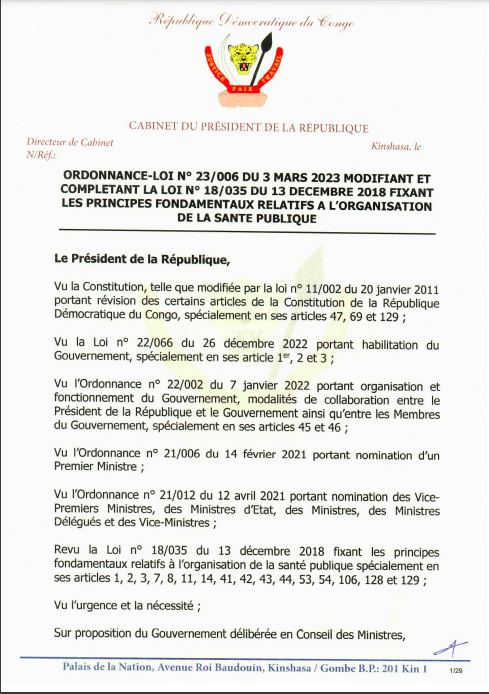 République Démocratique du Congo
JUSTICE PAIX TRAVAIL
CABINET DU PRÉSIDENT DE LA RÉPUBLIQUE
Directeur de Cabinet
N/Réf.:
Kinshasa, le
ORDONNANCE-LOI N° 23/006 DU 3 MARS 2023 MODIFIANT ET
COMPLETANT LA LOI N° 18/035 DU 13 DECEMBRE 2018 FIXANT
LES PRINCIPES FONDAMENTAUX RELATIFS A L'ORGANISATION
DE LA SANTE PUBLIQUE
Le Président de la République,
Vu la Constitution, telle que modifiée par la loi n° 11/002 du 20 janvier 2011
portant révision des certains articles de la Constitution de la République
Démocratique du Congo, spécialement en ses articles 47, 69 et 129 ;
Vu la Loi n° 22/066 du 26 décembre 2022 portant habilitation du
Gouvernement, spécialement en ses article 1er, 2 et 3 ;
Vu l'Ordonnance n° 22/002 du 7 janvier 2022 portant organisation et
fonctionnement du Gouvernement, modalités de collaboration entre le
Président de la République et le Gouvernement ainsi qu'entre les Membres
du Gouvernement, spécialement en ses articles 45 et 46 ;
Vu l'Ordonnance n° 21/006 du 14 février 2021 portant nomination d'un
Premier Ministre ;
Vu l'Ordonnance n° 21/012 du 12 avril 2021 portant nomination des Vice-
Premiers Ministres, des Ministres d'Etat, des Ministres, des Ministres
Délégués et des Vice-Ministres ;
Revu la Loi n° 18/035 du 13 décembre 2018 fixant les principes
fondamentaux relatifs à l'organisation de la santé publique spécialement en
ses articles 1, 2, 3, 7, 8, 11, 14, 41, 42, 43, 44, 53, 54, 106, 128 et 129 ;
Vu l'urgence et la nécessité ;
Sur proposition du Gouvernement délibérée en Conseil des Ministres,
Palais de la Nation, Avenue Roi Baudouin, Kinshasa / Gombe B.P.: 201 Kin 1
1/29